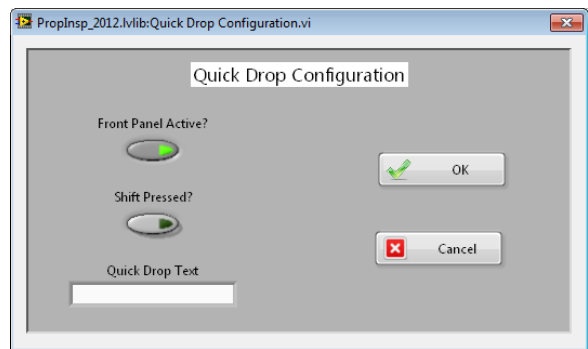 PropInsp_2012.lvlib:Quick Drop Configuration.vi
Quick Drop Configuration
Front Panel Active?
OK
Shift Pressed?
Cancel
Quick Drop Text